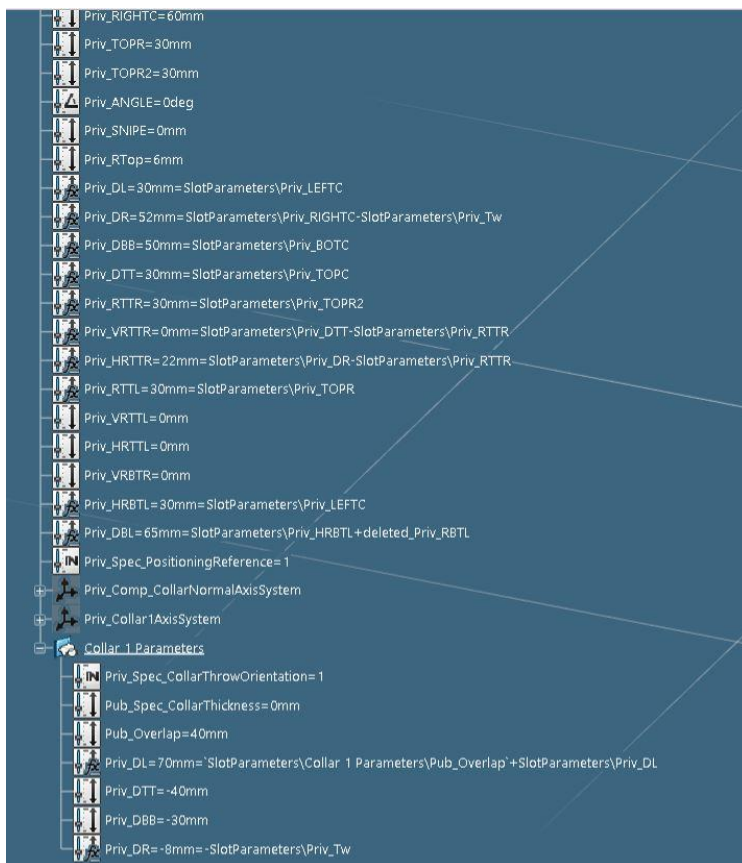 Priv_RIGHTC=60mm
Priv_TOPR=30mm
Priv_TOPR2=30mm
Priv_ANGLE=0deg
Priv_SNIPE=0mm
Priv_RTop=6mm
Priv_DL=30mm=SlotParameters\Priv_LEFTC
Priv_DR=52mm=SlotParameters\Priv_RIGHTC-SlotParameters\Priv_Tw
Priv_DBB=50mm=SlotParameters\Priv_BOTC
Priv_DTT=30mm=SlotParameters\Priv_TOPC
Priv_RTTR=30mm=SlotParameters\Priv_TOPR2
Priv_VRTTR=0mm=SlotParameters\Priv_DTT-SlotParameters\Priv_RTTR
Priv_HRTTR=22mm=SlotParameters\Priv_DR-SlotParameters\Priv_RTTR
Priv_RTTL=30mm=SlotParameters\Priv_TOPR
Priv_VRTTL=0mm
Priv_HRTTL=0mm
Priv_VRBTR=0mm
Priv_HRBTL=30mm=SlotParameters\Priv_LEFTC
Priv_DBL=65mm=SlotParameters\Priv_HRBTL+deleted_Priv_RBTL
IN Priv_Spec_PositioningReference=1
Priv_Comp_CollarNormalAxisSystem
Priv_Collar1AxisSystem
Collar 1 Parameters
IN Priv_Spec_CollarThrowOrientation=1
Pub_Spec_CollarThickness=0mm
Pub_Overlap=40mm
Priv_DL=70mm=`SlotParameters\Collar 1 Parameters\Pub_Overlap`+SlotParameters\Priv_DL
Priv_DTT=-40mm
Priv_DBB=-30mm
Priv_DR=-8mm=-SlotParameters\Priv_Tw